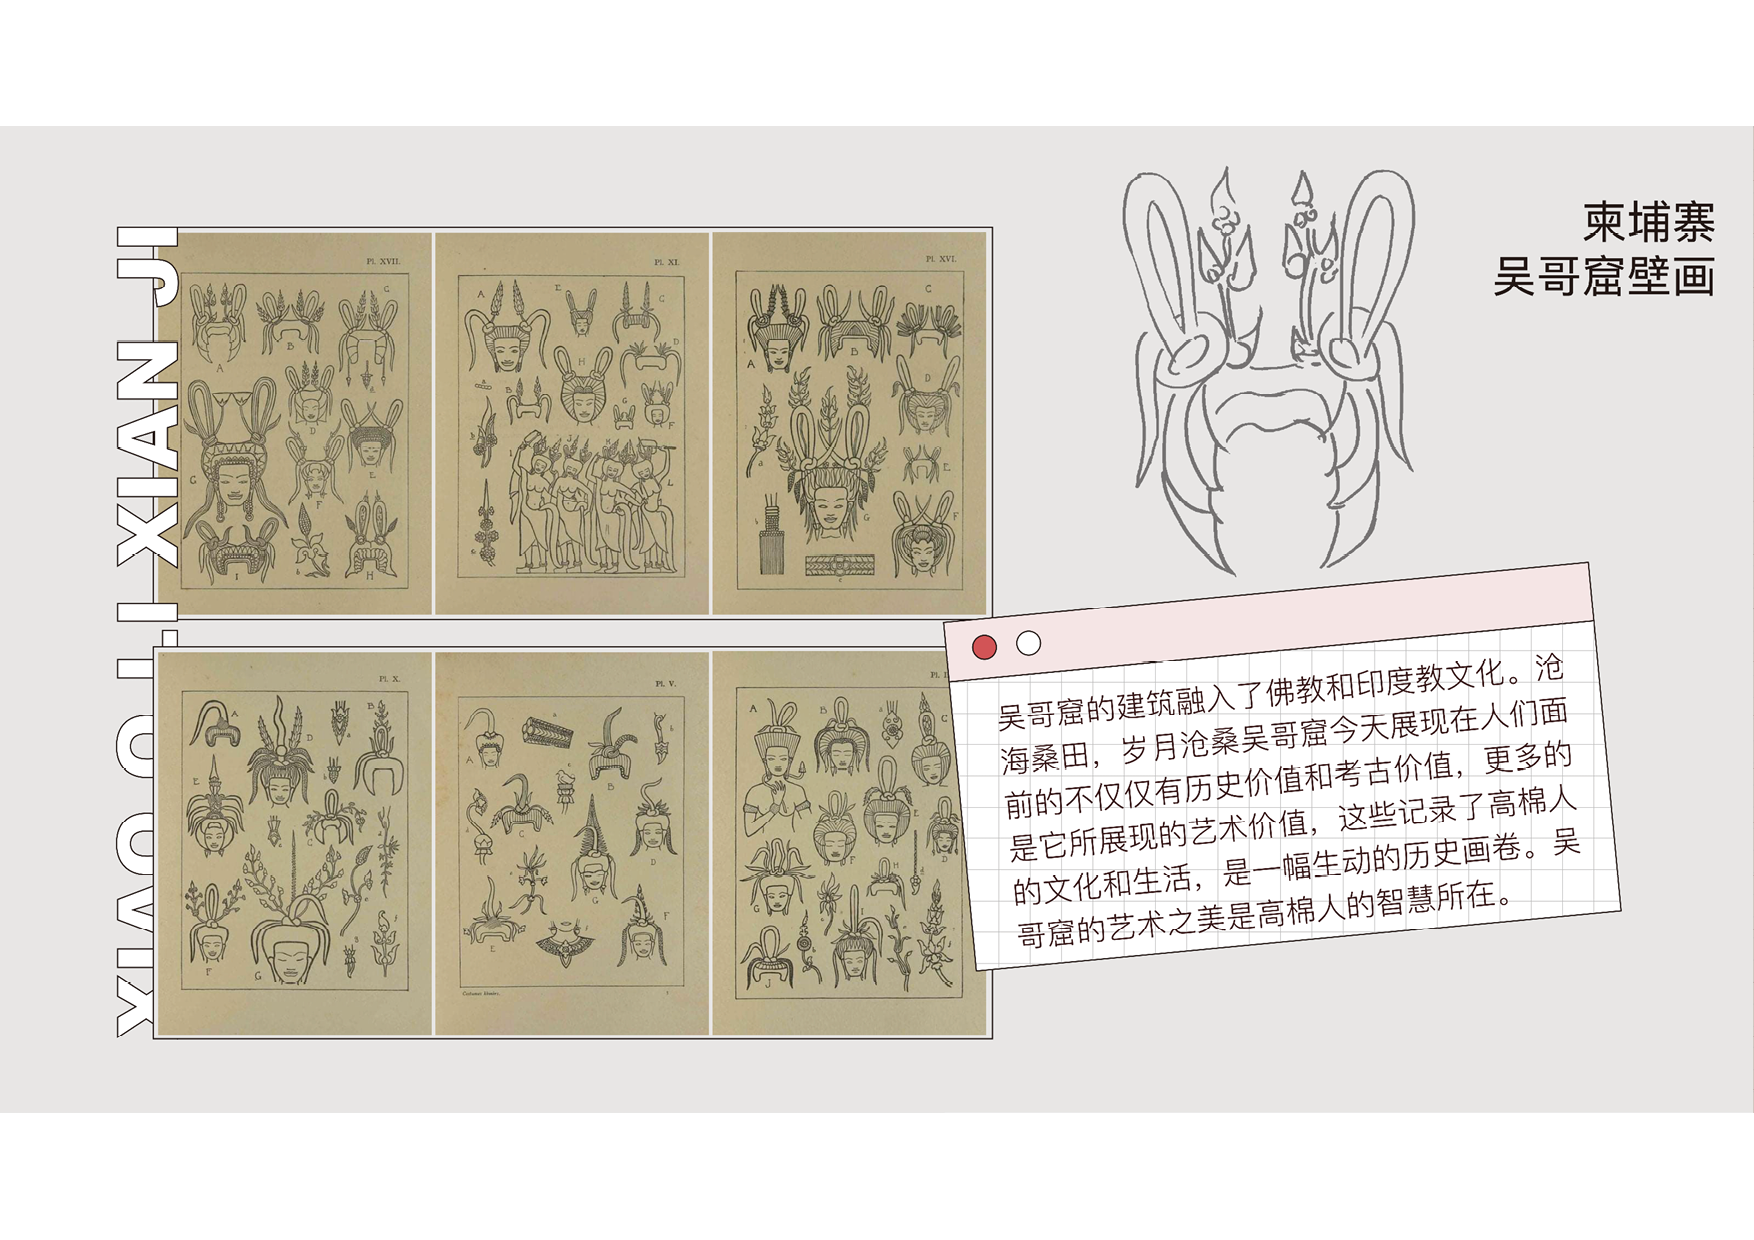 柬埔寨
吴哥窟壁画
XIAO QI XIAN JI
Pl. XVII.
A
B
C
D
E
F
G
H
I
Pl. XI.
A
E
C
H
D
B
G
F
I
J
K
L
Pl. XVI.
A
B
C
D
E
G
F
Pl. X.
A
B
D
E
C
F
G
Pl. V.
A
B
C
D
G
E
F
Pl. I
A
B
C
E
F
D
H
G
I
J
吴哥窟的建筑融入了佛教和印度教文化。沧
海桑田，岁月沧桑吴哥窟今天展现在人们面
前的不仅仅有历史价值和考古价值，更多的
是它所展现的艺术价值，这些记录了高棉人
的文化和生活，是一幅生动的历史画卷。吴
哥窟的艺术之美是高棉人的智慧所在。